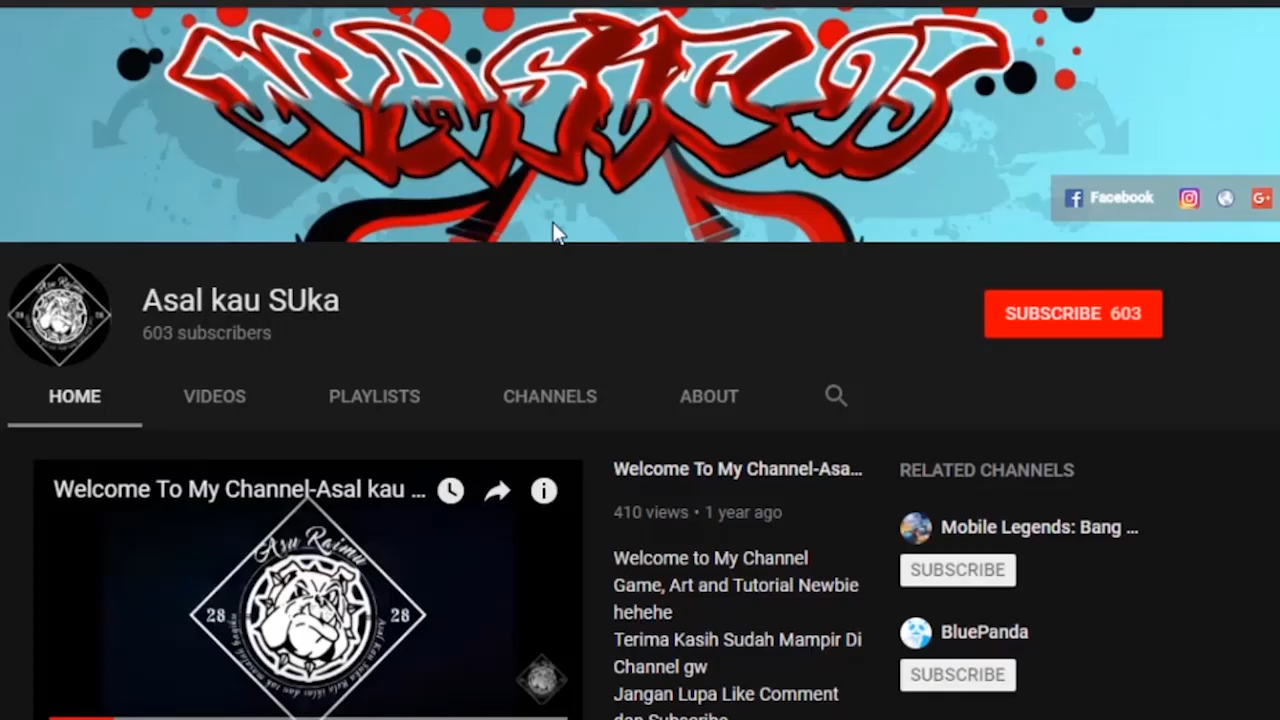 Facebook
Asal kau SUka
603 subscribers
SUBSCRIBE 603
HOME VIDEOS PLAYLISTS CHANNELS ABOUT
Welcome To My Channel-Asal kau ...
Asu Raimu
28 28
Welcome To My Channel-Asa...
410 views • 1 year ago
Welcome to My Channel
Game, Art and Tutorial Newbie
hehehe
Terima Kasih Sudah Mampir Di
Channel gw
Jangan Lupa Like Comment
dan Subscribe
RELATED CHANNELS
Mobile Legends: Bang ...
SUBSCRIBE
BluePanda
SUBSCRIBE